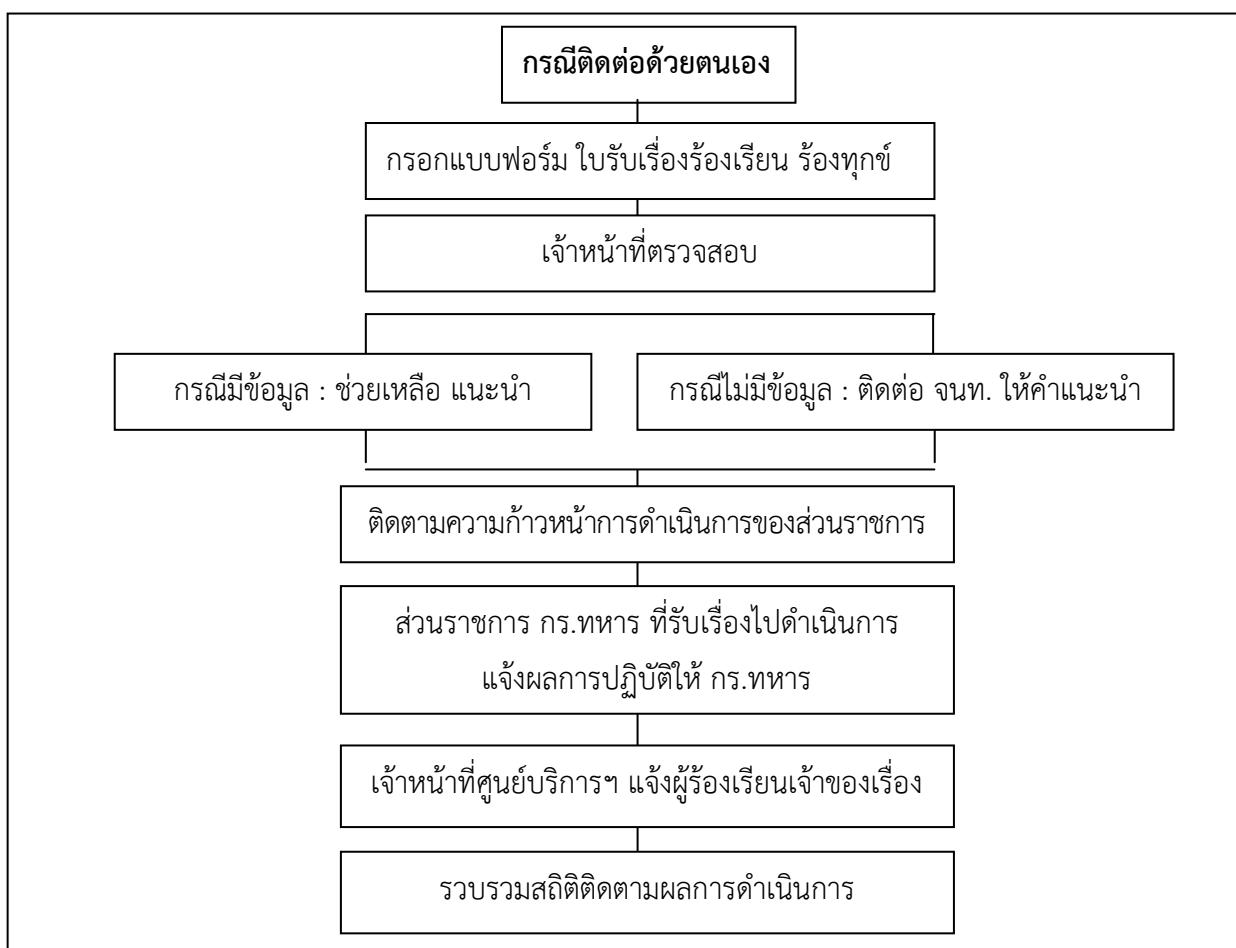 กรณีติดต่อด้วยตนเอง
กรอกแบบฟอร์ม ใบรับเรื่องร้องเรียน ร้องทุกข์
เจ้าหน้าที่ตรวจสอบ
กรณีมีข้อมูล : ช่วยเหลือ แนะนำ
กรณีไม่มีข้อมูล : ติดต่อ จนท. ให้คำแนะนำ
ติดตามความก้าวหน้าการดำเนินการของส่วนราชการ
ส่วนราชการ กร.ทหาร ที่รับเรื่องไปดำเนินการ
แจ้งผลการปฏิบัติให้ กร.ทหาร
เจ้าหน้าที่ศูนย์บริการฯ แจ้งผู้ร้องเรียนเจ้าของเรื่อง
รวบรวมสถิติติดตามผลการดำเนินการ